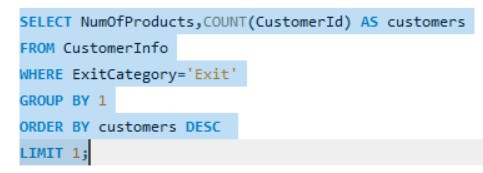 SELECT NumOfProducts,COUNT(CustomerId) AS customers
FROM CustomerInfo
WHERE ExitCategory='Exit'
GROUP BY 1
ORDER BY customers DESC
LIMIT 1;